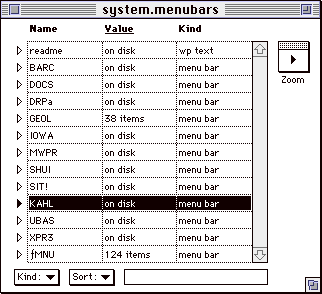 system.menubars
Name Value Kind
readme on disk wp text
BARC on disk menu bar
DOCS on disk menu bar
DRPa on disk menu bar
GEOL 38 items menu bar
IOWA on disk menu bar
MWPR on disk menu bar
SHUI on disk menu bar
SIT! on disk menu bar
KAHL on disk menu bar
UBAS on disk menu bar
XPR3 on disk menu bar
ƒMNU 124 items menu bar
Zoom
Kind: Sort: